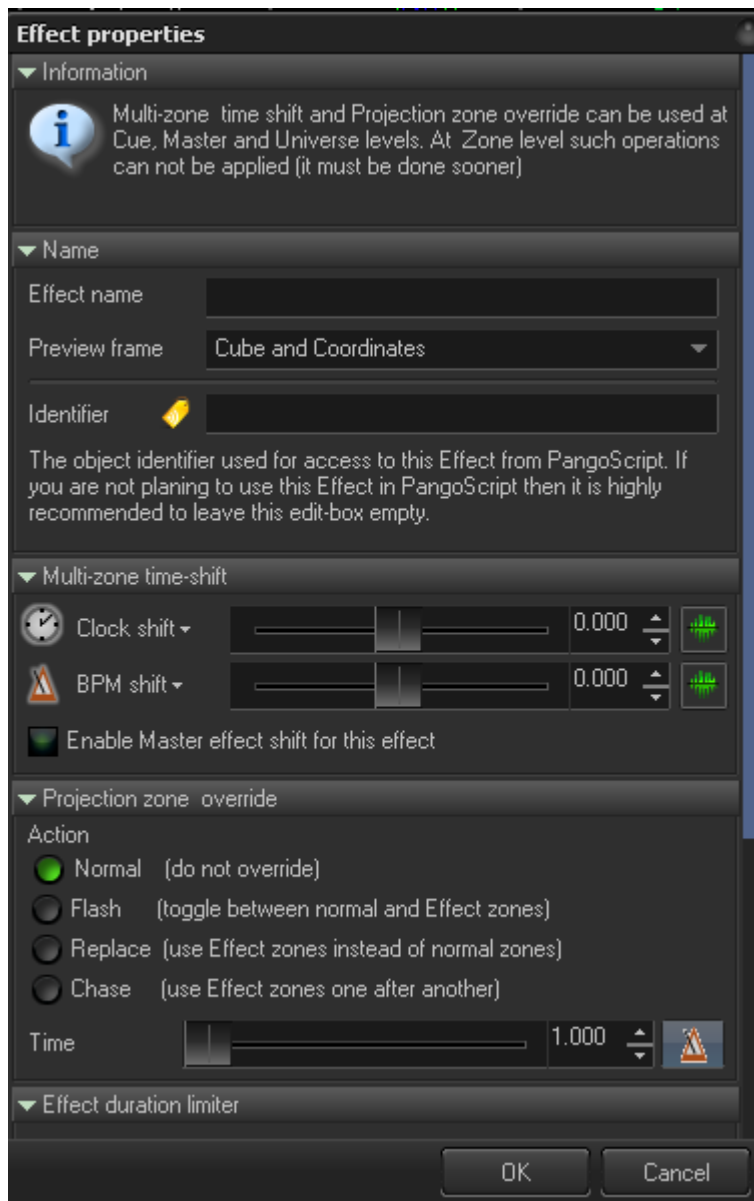 Effect properties
Information
Multi-zone time shift and Projection zone override can be used at
Cue, Master and Universe levels. At Zone level such operations
can not be applied (it must be done sooner)
Name
Effect name
Preview frame Cube and Coordinates
Identifier
The object identifier used for access to this Effect from PangoScript. If
you are not planing to use this Effect in PangoScript then it is highly
recommended to leave this edit-box empty.
Multi-zone time-shift
Clock shift 0.000
BPM shift 0.000
Enable Master effect shift for this effect
Projection zone override
Action
Normal (do not override)
Flash (toggle between normal and Effect zones)
Replace (use Effect zones instead of normal zones)
Chase (use Effect zones one after another)
Time 1.000
Effect duration limiter
OK Cancel